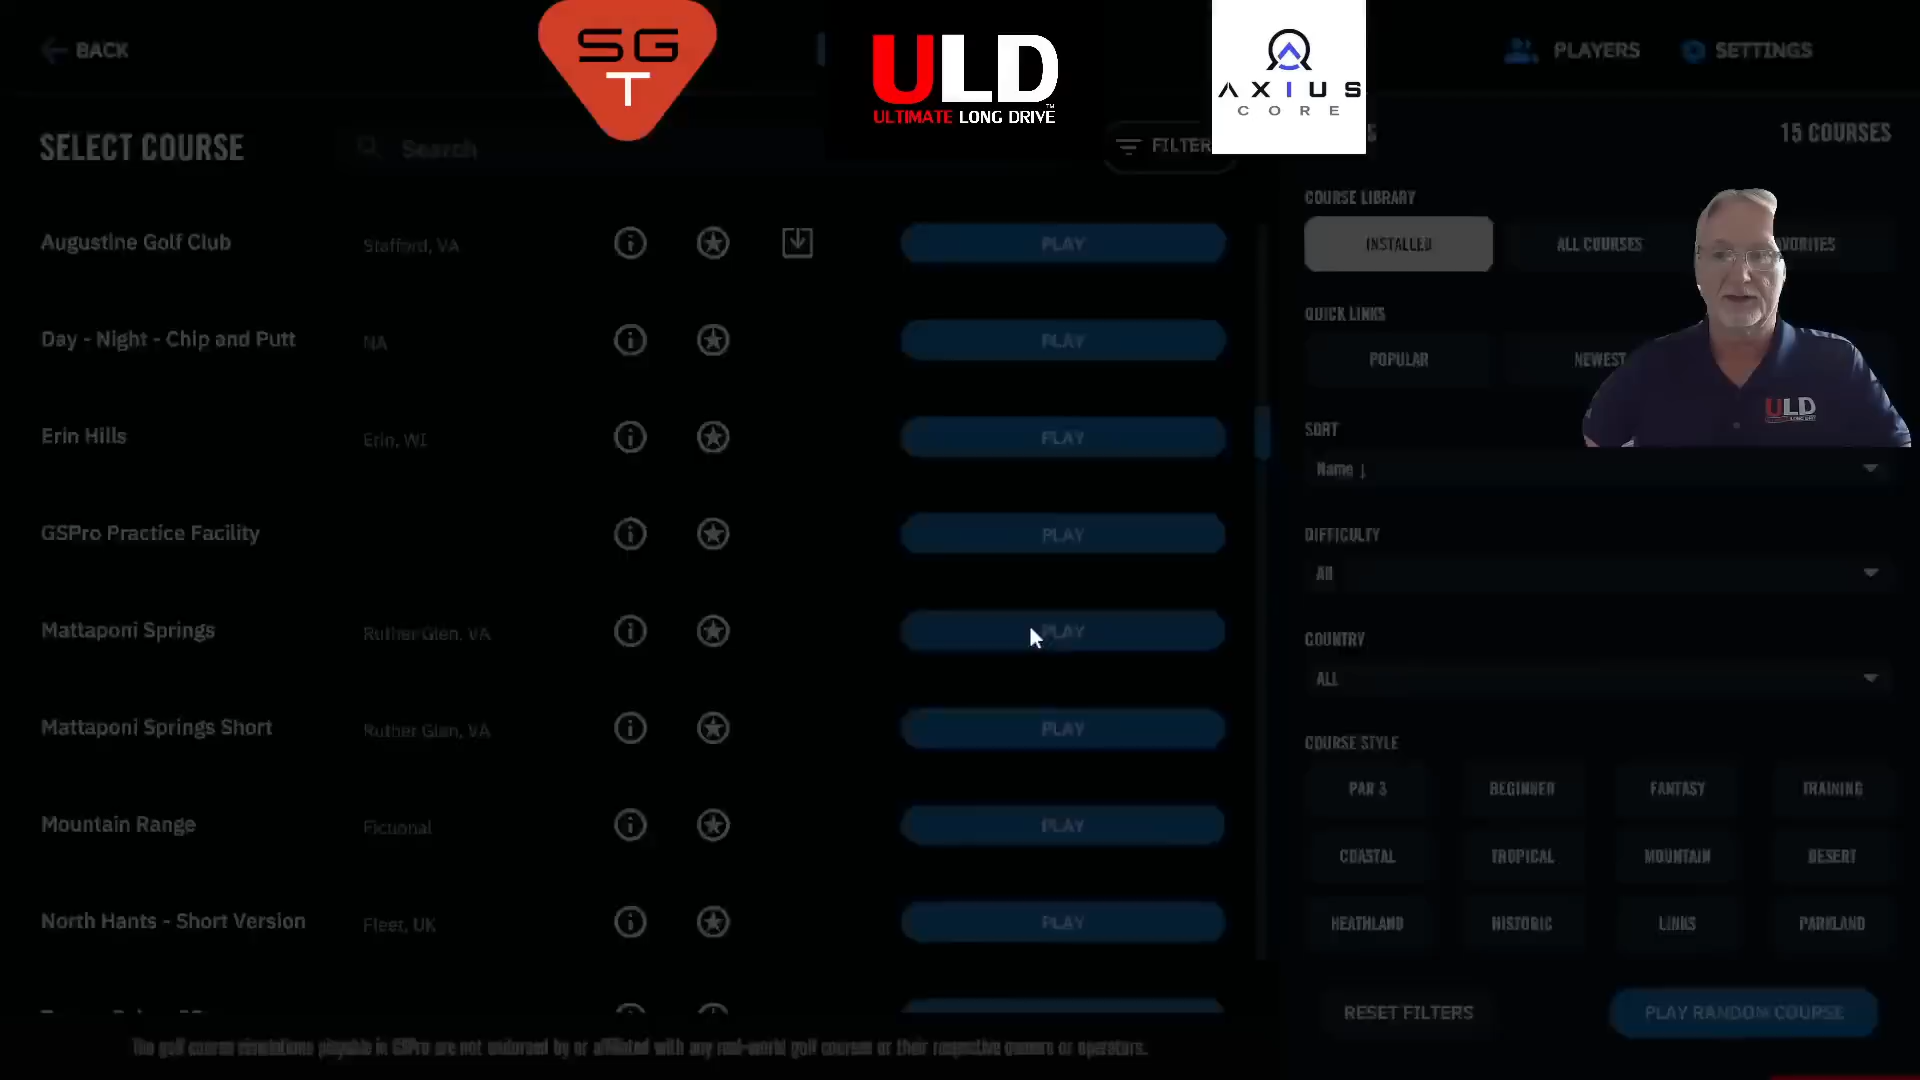 BACK
SG
T
ULD
™
ULTIMATE LONG DRIVE
AXIUS
CORE
PLAYERS
SETTINGS
SELECT COURSE
Search
FILTER
15 COURSES
COURSE LIBRARY
INSTALLED
ALL COURSES
QUICK LINKS
POPULAR
NEWEST
ULD
SORT
Name ↓
DIFFICULTY
All
COUNTRY
ALL
COURSE STYLE
PAR 3
BEGINNER
FANTASY
TRAINING
COASTAL
TROPICAL
MOUNTAIN
DESERT
HEATHLAND
HISTORIC
LINKS
PARKLAND
RESET FILTERS
PLAY RANDOM COURSE
Augustine Golf Club
Stafford, VA
PLAY
Day - Night - Chip and Putt
NA
PLAY
Erin Hills
Erin, WI
PLAY
GSPro Practice Facility
PLAY
Mattaponi Springs
Ruther Glen, VA
PLAY
Mattaponi Springs Short
Ruther Glen, VA
PLAY
Mountain Range
Fictional
PLAY
North Hants - Short Version
Fleet, UK
PLAY
The golf course simulations playable in GSPro are not endorsed by or affiliated with any real-world golf courses or their respective owners or operators.